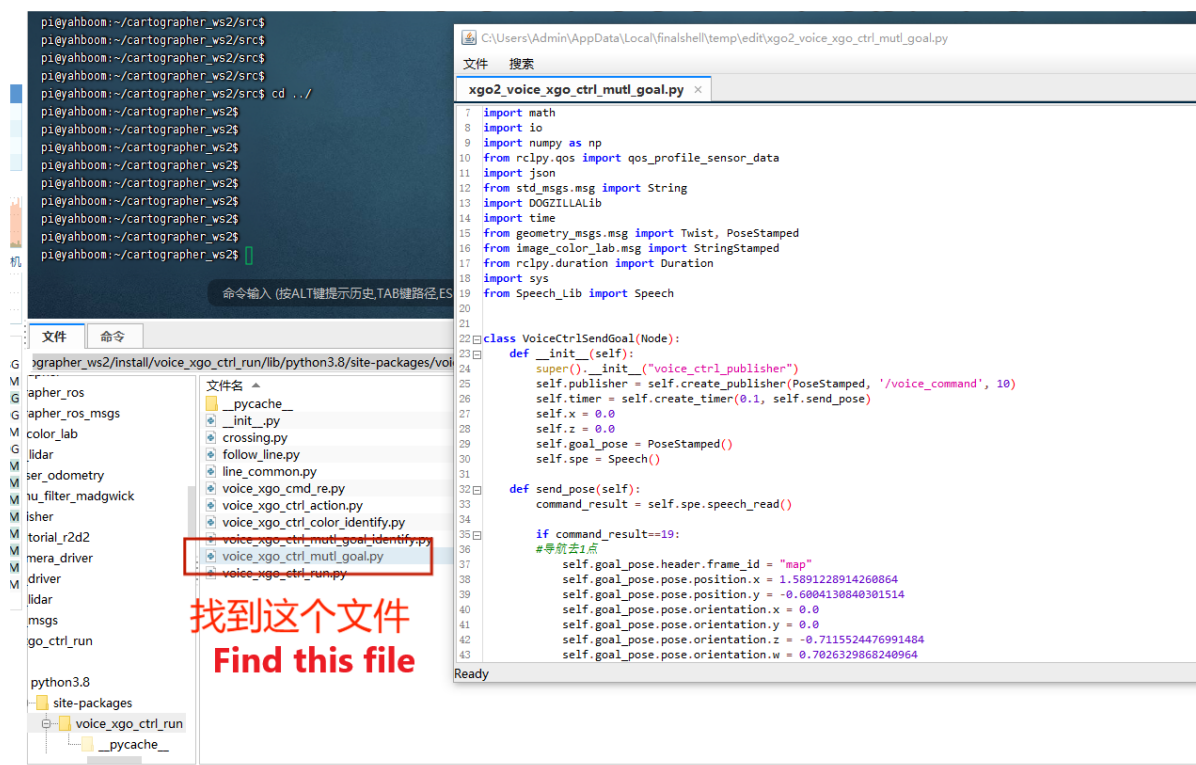 pi@yahboom:~/cartographer_ws2/src$
pi@yahboom:~/cartographer_ws2/src$
pi@yahboom:~/cartographer_ws2/src$
pi@yahboom:~/cartographer_ws2/src$
pi@yahboom:~/cartographer_ws2/src$ cd ../
pi@yahboom:~/cartographer_ws2$
pi@yahboom:~/cartographer_ws2$
pi@yahboom:~/cartographer_ws2$
pi@yahboom:~/cartographer_ws2$
pi@yahboom:~/cartographer_ws2$
pi@yahboom:~/cartographer_ws2$
pi@yahboom:~/cartographer_ws2$
pi@yahboom:~/cartographer_ws2$
pi@yahboom:~/cartographer_ws2$
机
命令输入 (按ALT键提示历史,TAB键路径,ES
文件 命令
ographer_ws2/install/voice_xgo_ctrl_run/lib/python3.8/site-packages/voi
apher_ros
apher_ros_msgs
color_lab
lidar
ser_odometry
nu_filter_madgwick
isher
torial_r2d2
mera_driver
driver
lidar
msgs
go_ctrl_run
python3.8
site-packages
voice_xgo_ctrl_run
__pycache__
文件名
__pycache__
__init__.py
crossing.py
follow_line.py
line_common.py
voice_xgo_cmd_re.py
voice_xgo_ctrl_action.py
voice_xgo_ctrl_color_identify.py
voice_xgo_ctrl_mutl_goal_identify.py
voice_xgo_ctrl_mutl_goal.py
voice_xgo_ctrl_run.py
找到这个文件
Find this file
C:\Users\Admin\AppData\Local\finalshell\temp\edit\xgo2_voice_xgo_ctrl_mutl_goal.py
文件 搜索
xgo2_voice_xgo_ctrl_mutl_goal.py ×
7 import math
8 import io
9 import numpy as np
10 from rclpy.qos import qos_profile_sensor_data
11 import json
12 from std_msgs.msg import String
13 import DOGZILLALib
14 import time
15 from geometry_msgs.msg import Twist, PoseStamped
16 from image_color_lab.msg import StringStamped
17 from rclpy.duration import Duration
18 import sys
19 from Speech_Lib import Speech
20
21
22 class VoiceCtrlSendGoal(Node):
23 def __init__(self):
24 super().__init__("voice_ctrl_publisher")
25 self.publisher = self.create_publisher(PoseStamped, '/voice_command', 10)
26 self.timer = self.create_timer(0.1, self.send_pose)
27 self.x = 0.0
28 self.z = 0.0
29 self.goal_pose = PoseStamped()
30 self.spe = Speech()
31
32 def send_pose(self):
33 command_result = self.spe.speech_read()
34
35 if command_result==19:
36 #导航去1点
37 self.goal_pose.header.frame_id = "map"
38 self.goal_pose.pose.position.x = 1.5891228914260864
39 self.goal_pose.pose.position.y = -0.6004130840301514
40 self.goal_pose.pose.orientation.x = 0.0
41 self.goal_pose.pose.orientation.y = 0.0
42 self.goal_pose.pose.orientation.z = -0.7115524476991484
43 self.goal_pose.pose.orientation.w = 0.7026329868240964
Ready